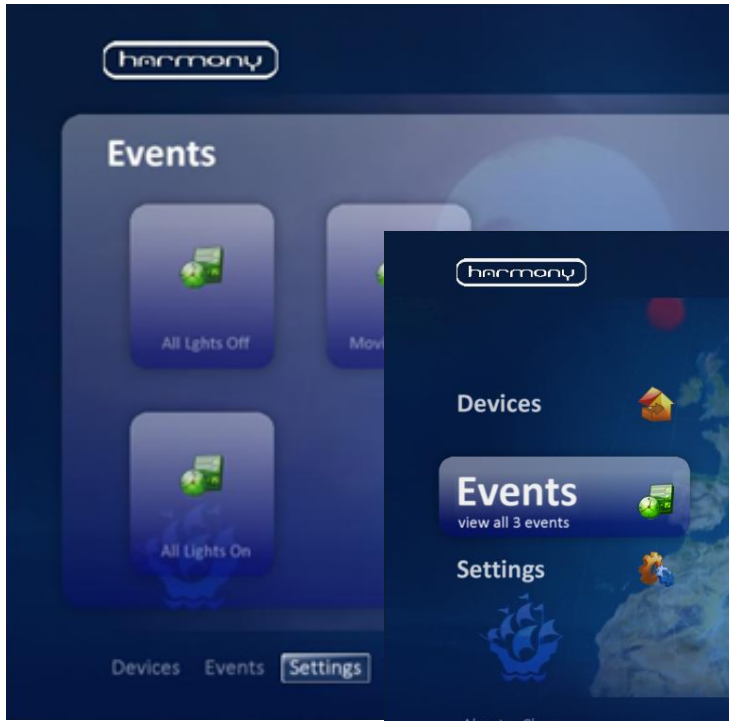 harmony
Events
All Lghts Off
All Lights On
Devices Events Settings
harmony
Devices
Events
view all 3 events
Settings